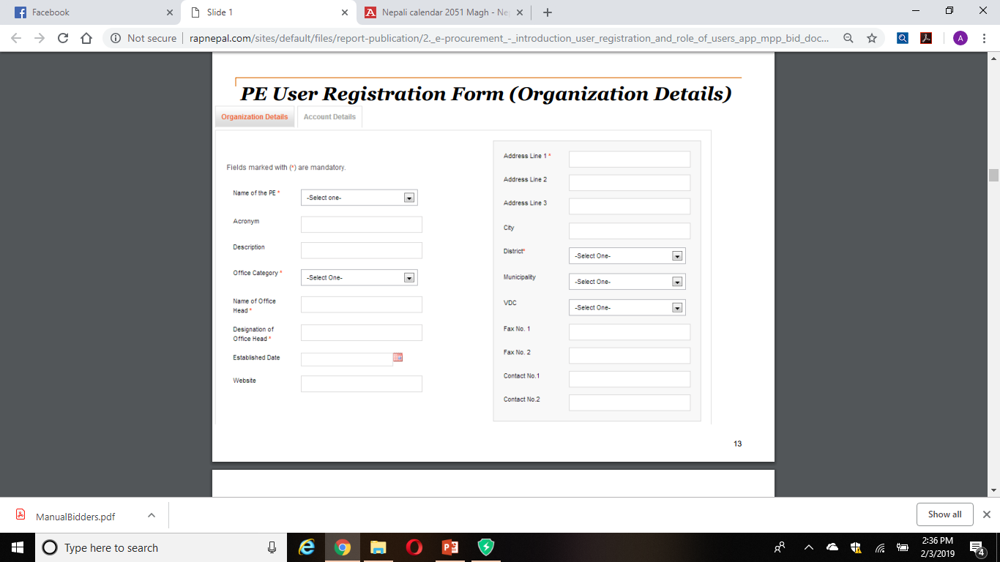 Facebook
Slide 1
Nepali calendar 2051 Magh - Ne
Not secure
rapnepal.com/sites/default/files/report-publication/2._e-procurement_-_introduction_user_registration_and_role_of_users_app_mpp_bid_doc...
A
PE User Registration Form (Organization Details)
Organization Details
Account Details
Fields marked with (*) are mandatory.
Name of the PE *
-Select one-
Acronym
Description
Office Category *
-Select One-
Name of Office
Head *
Designation of
Office Head *
Established Date
Website
Address Line 1 *
Address Line 2
Address Line 3
City
District*
-Select One-
Municipality
-Select One-
VDC
-Select One-
Fax No. 1
Fax No. 2
Contact No.1
Contact No.2
13
ManualBidders.pdf
Show all
Type here to search
2:36 PM
2/3/2019
4